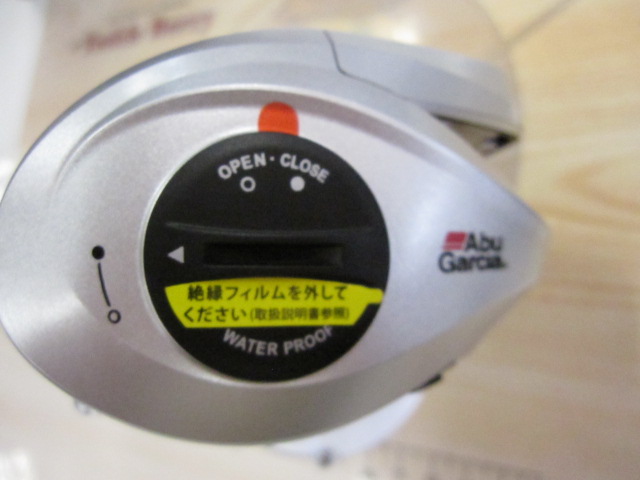 OPEN · CLOSE
絶縁フィルムを外して
ください(取扱説明書参照)
WATER PROOF
Abu
Garcia